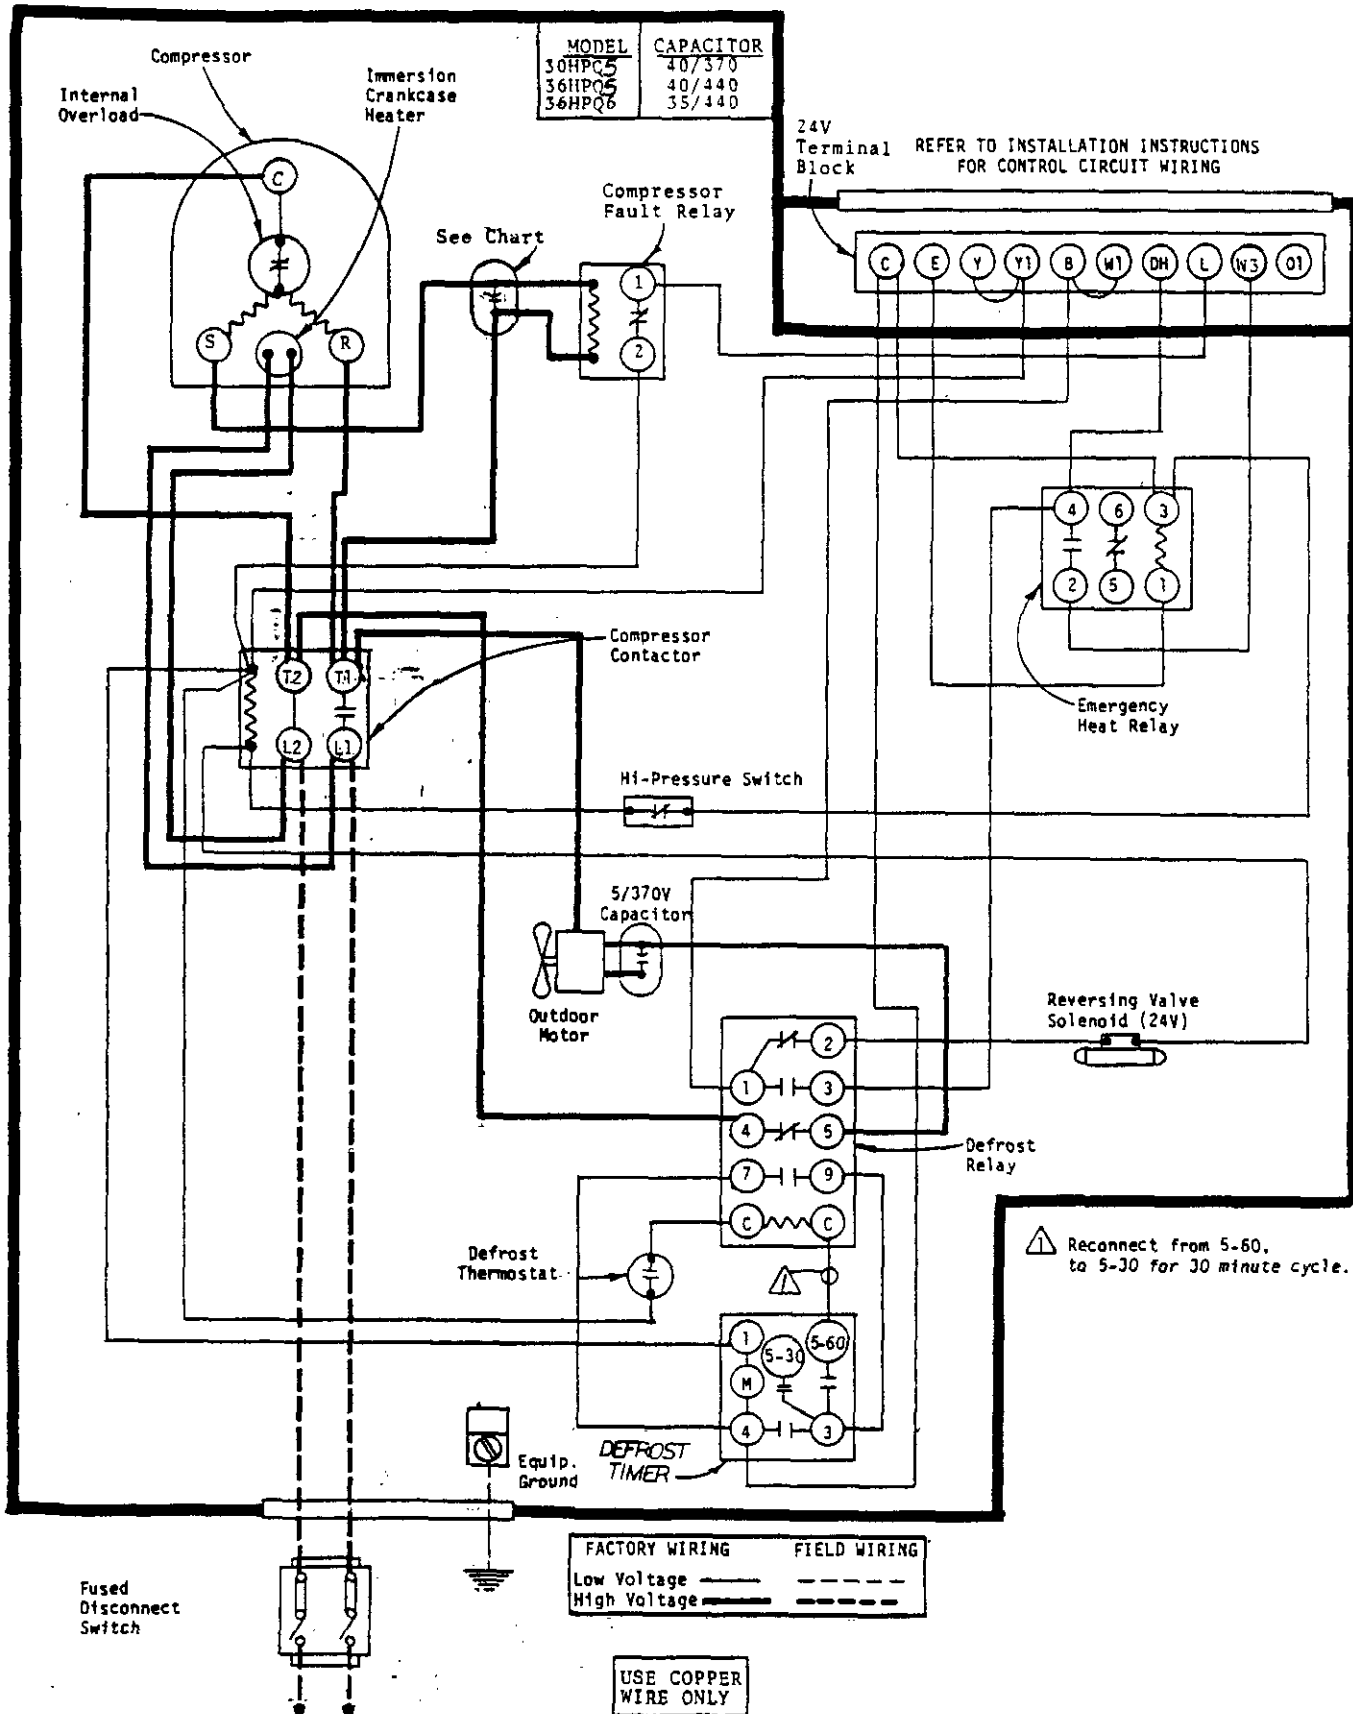 MODEL CAPACITOR
30HPQ5 40/370
36HPQ5 40/440
36HPQ6 35/440
Compressor
Internal
Overload
Immersion
Crankcase
Heater
24V
Terminal
Block
REFER TO INSTALLATION INSTRUCTIONS
FOR CONTROL CIRCUIT WIRING
Compressor
Fault Relay
See Chart
C E Y Y1 B W1 DH L W3 O1
C
S R
1
2
4 6 3
2 5 1
Emergency
Heat Relay
Compressor
Contactor
T2 T1
L2 L1
Hi-Pressure Switch
5/370V
Capacitor
Outdoor
Motor
Reversing Valve
Solenoid (24V)
2
1 3
4 5
7 9
C C
Defrost
Relay
Defrost
Thermostat
1
1 Reconnect from 5-60,
to 5-30 for 30 minute cycle.
1 5-30 5-60
M
4 3
DEFROST
TIMER
Equip.
Ground
FACTORY WIRING FIELD WIRING
Low Voltage
High Voltage
Fused
Disconnect
Switch
USE COPPER
WIRE ONLY